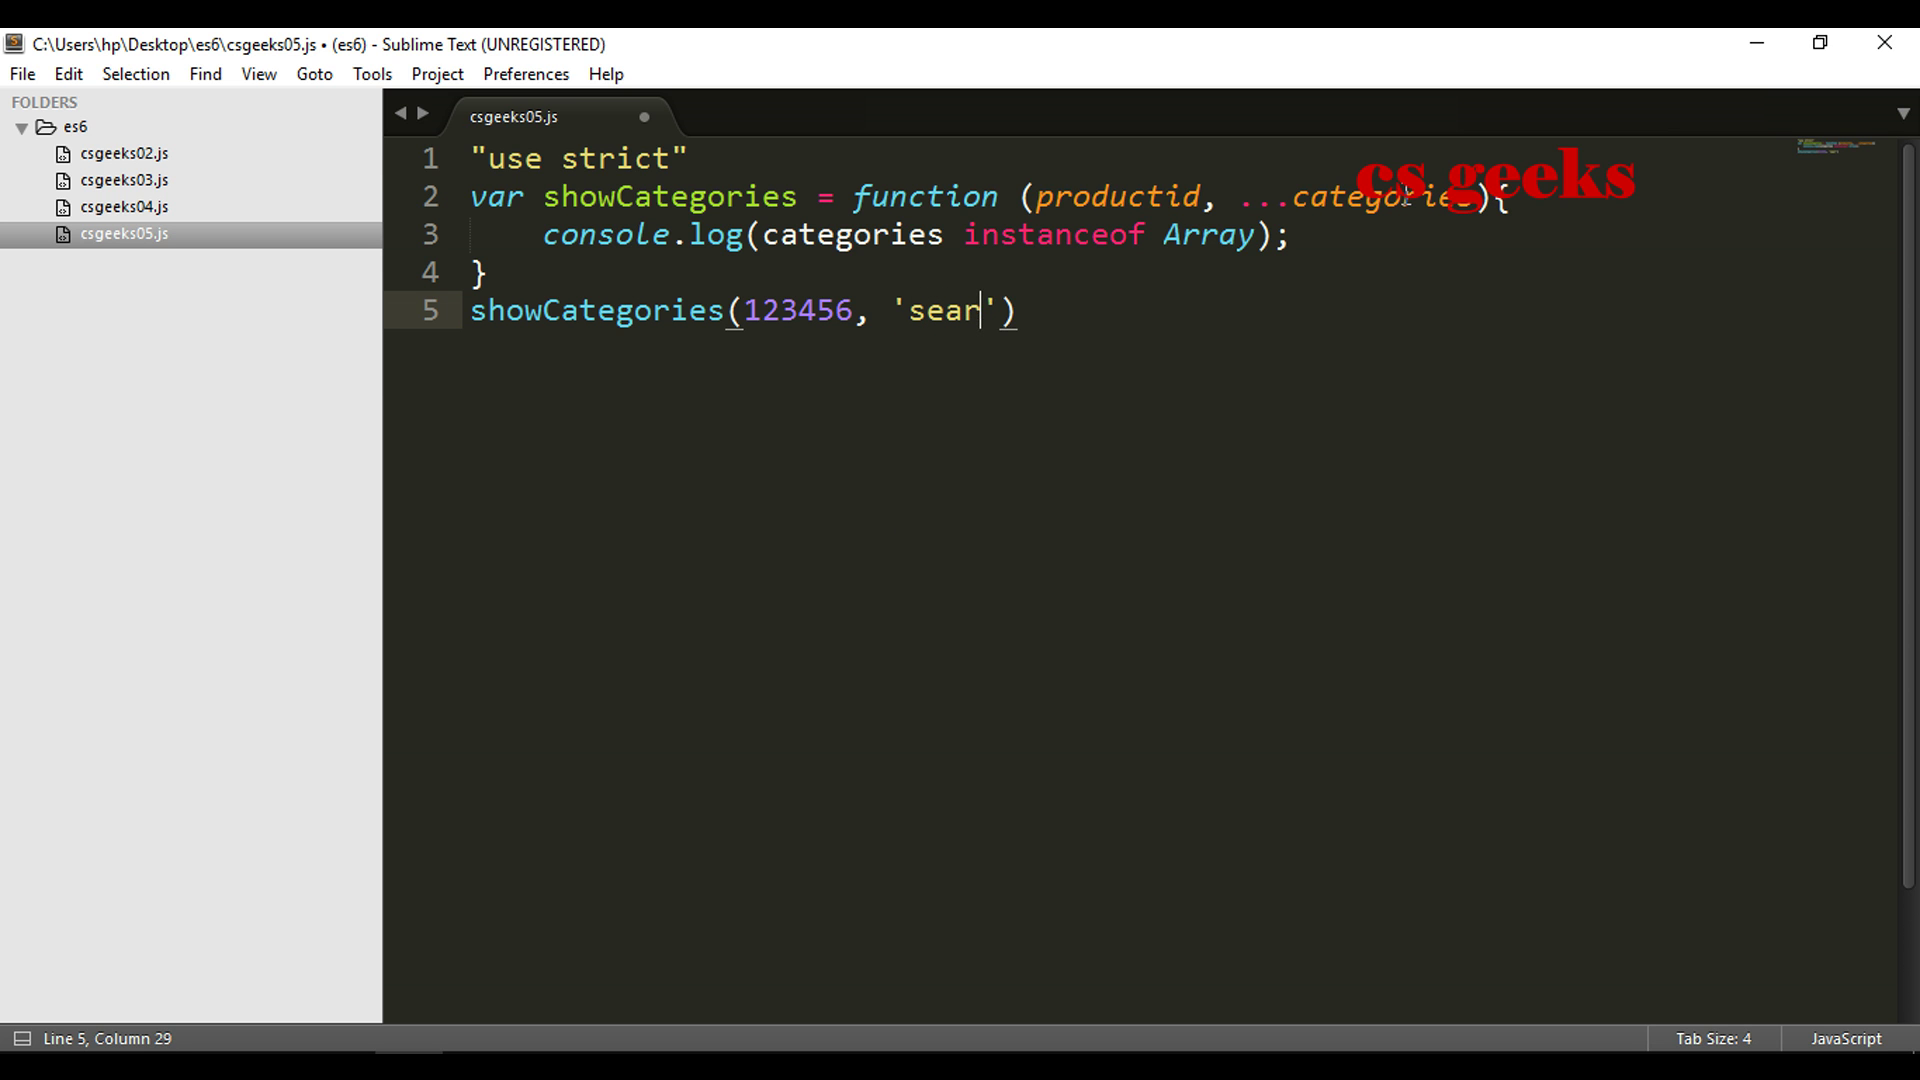 C:\Users\hp\Desktop\es6\csgeeks05.js • (es6) - Sublime Text (UNREGISTERED)
File Edit Selection Find View Goto Tools Project Preferences Help
FOLDERS
es6
csgeeks02.js
csgeeks03.js
csgeeks04.js
csgeeks05.js
csgeeks05.js
cs geeks
1 "use strict"
2 var showCategories = function (productid, ...categories){
3 console.log(categories instanceof Array);
4 }
5 showCategories(123456, 'sear')
Line 5, Column 29
Tab Size: 4
JavaScript